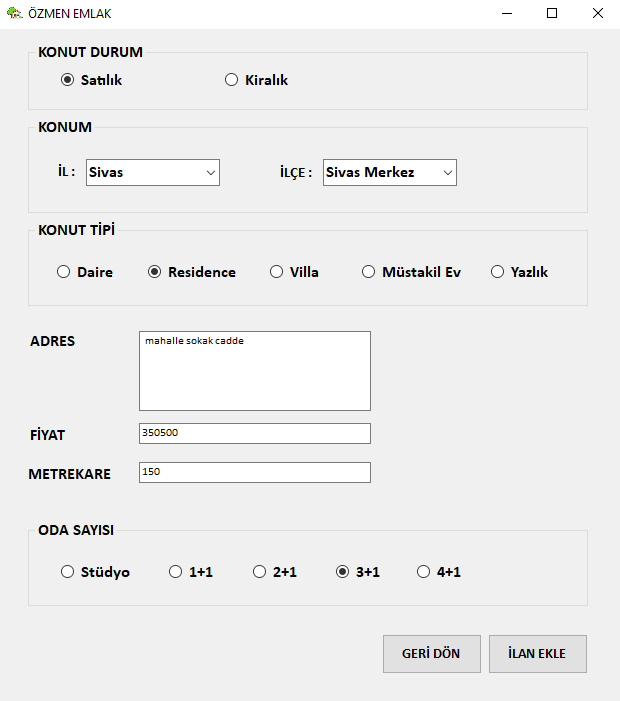 ÖZMEN EMLAK
KONUT DURUM
Satılık Kiralık
KONUM
İL : Sivas İLÇE : Sivas Merkez
KONUT TİPİ
Daire Residence Villa Müstakil Ev Yazlık
ADRES mahalle sokak cadde
FİYAT 350500
METREKARE 150
ODA SAYISI
Stüdyo 1+1 2+1 3+1 4+1
GERİ DÖN İLAN EKLE